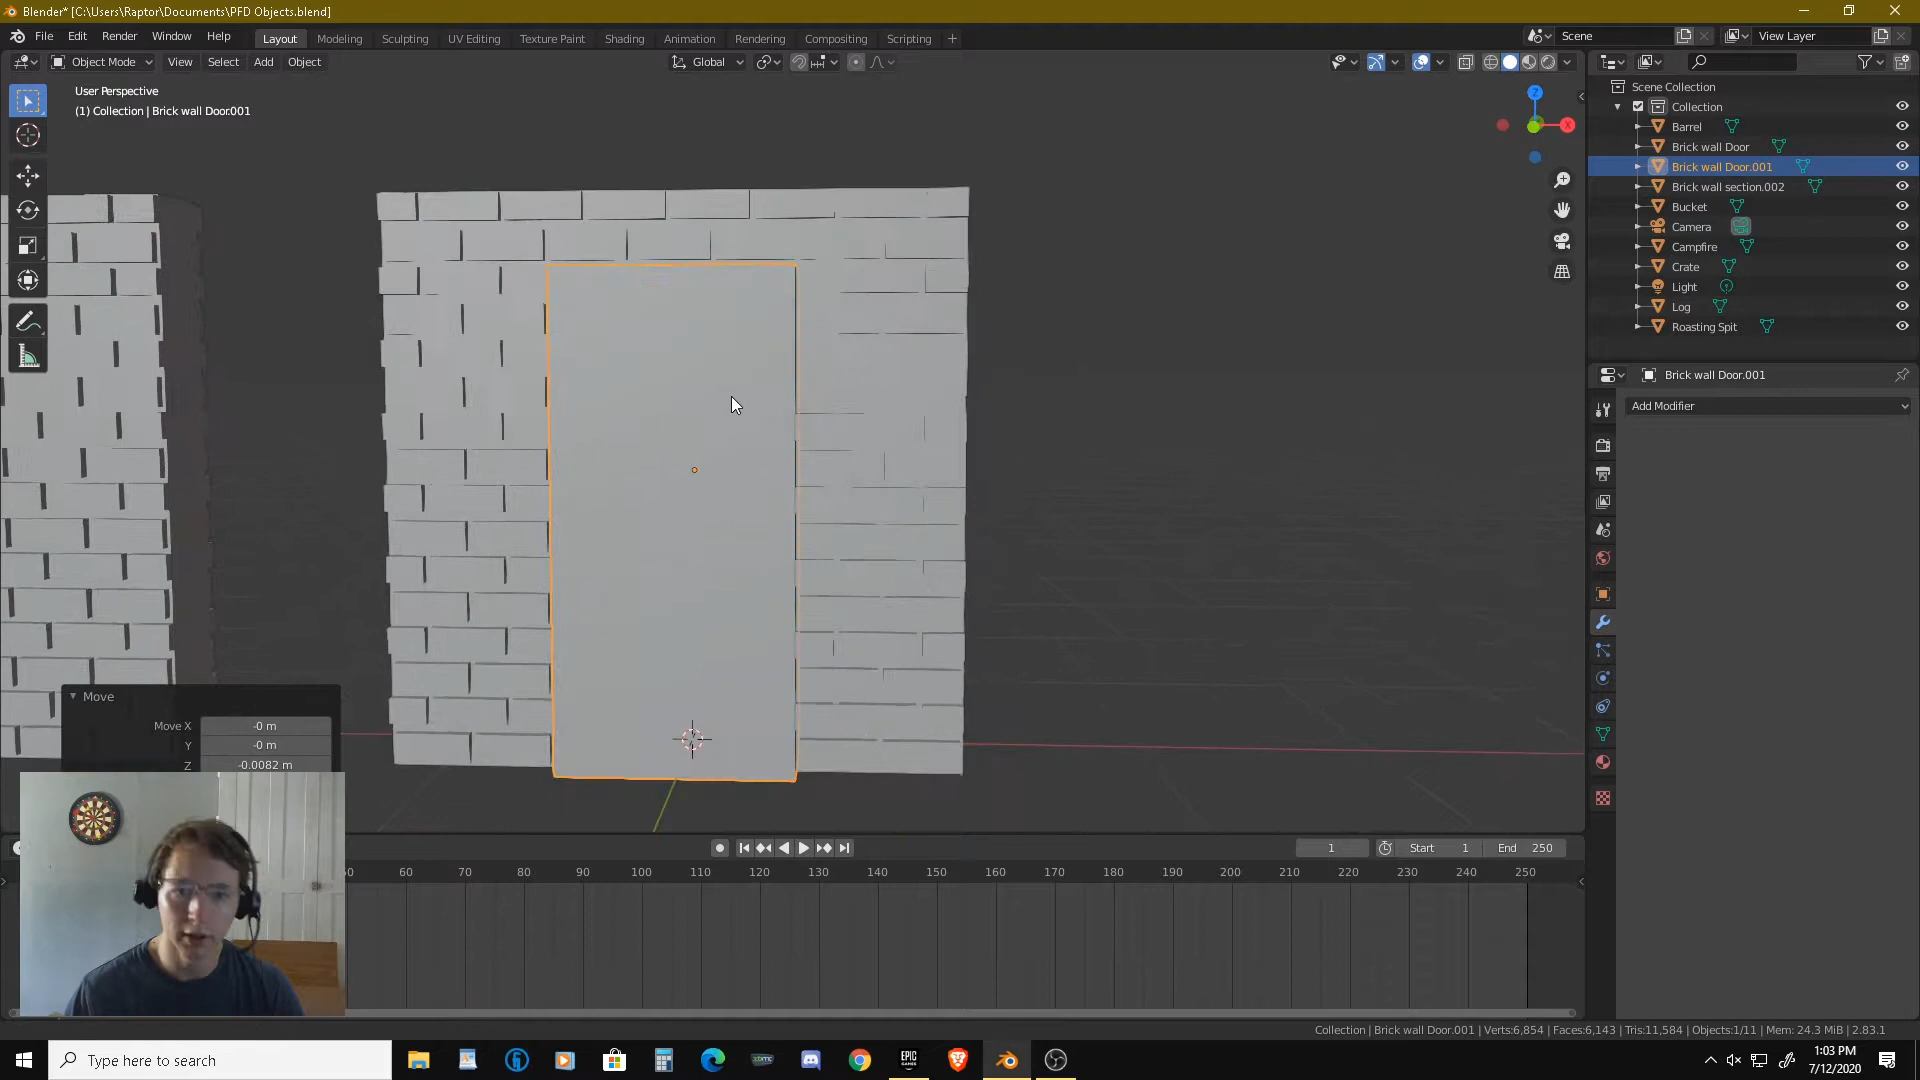 Blender* [C:\Users\Raptor\Documents\PFD Objects.blend]
File Edit Render Window Help
Layout Modeling Sculpting UV Editing Texture Paint Shading Animation Rendering Compositing Scripting
Scene
View Layer
Object Mode View Select Add Object
Global
User Perspective
(1) Collection | Brick wall Door.001
Z
X
Scene Collection
Collection
Barrel
Brick wall Door
Brick wall Door.001
Brick wall section.002
Bucket
Camera
Campfire
Crate
Light
Log
Roasting Spit
Brick wall Door.001
Add Modifier
Move
Move X -0 m
Y -0 m
Z -0.0082 m
1 Start 1 End 250
60 70 80 90 100 110 120 130 140 150 160 170 180 190 200 210 220 230 240 250
Collection | Brick wall Door.001 | Verts:6,854 | Faces:6,143 | Tris:11,584 | Objects:1/11 | Mem: 24.3 MiB | 2.83.1
Type here to search
EPIC
GAMES
1:03 PM
7/12/2020